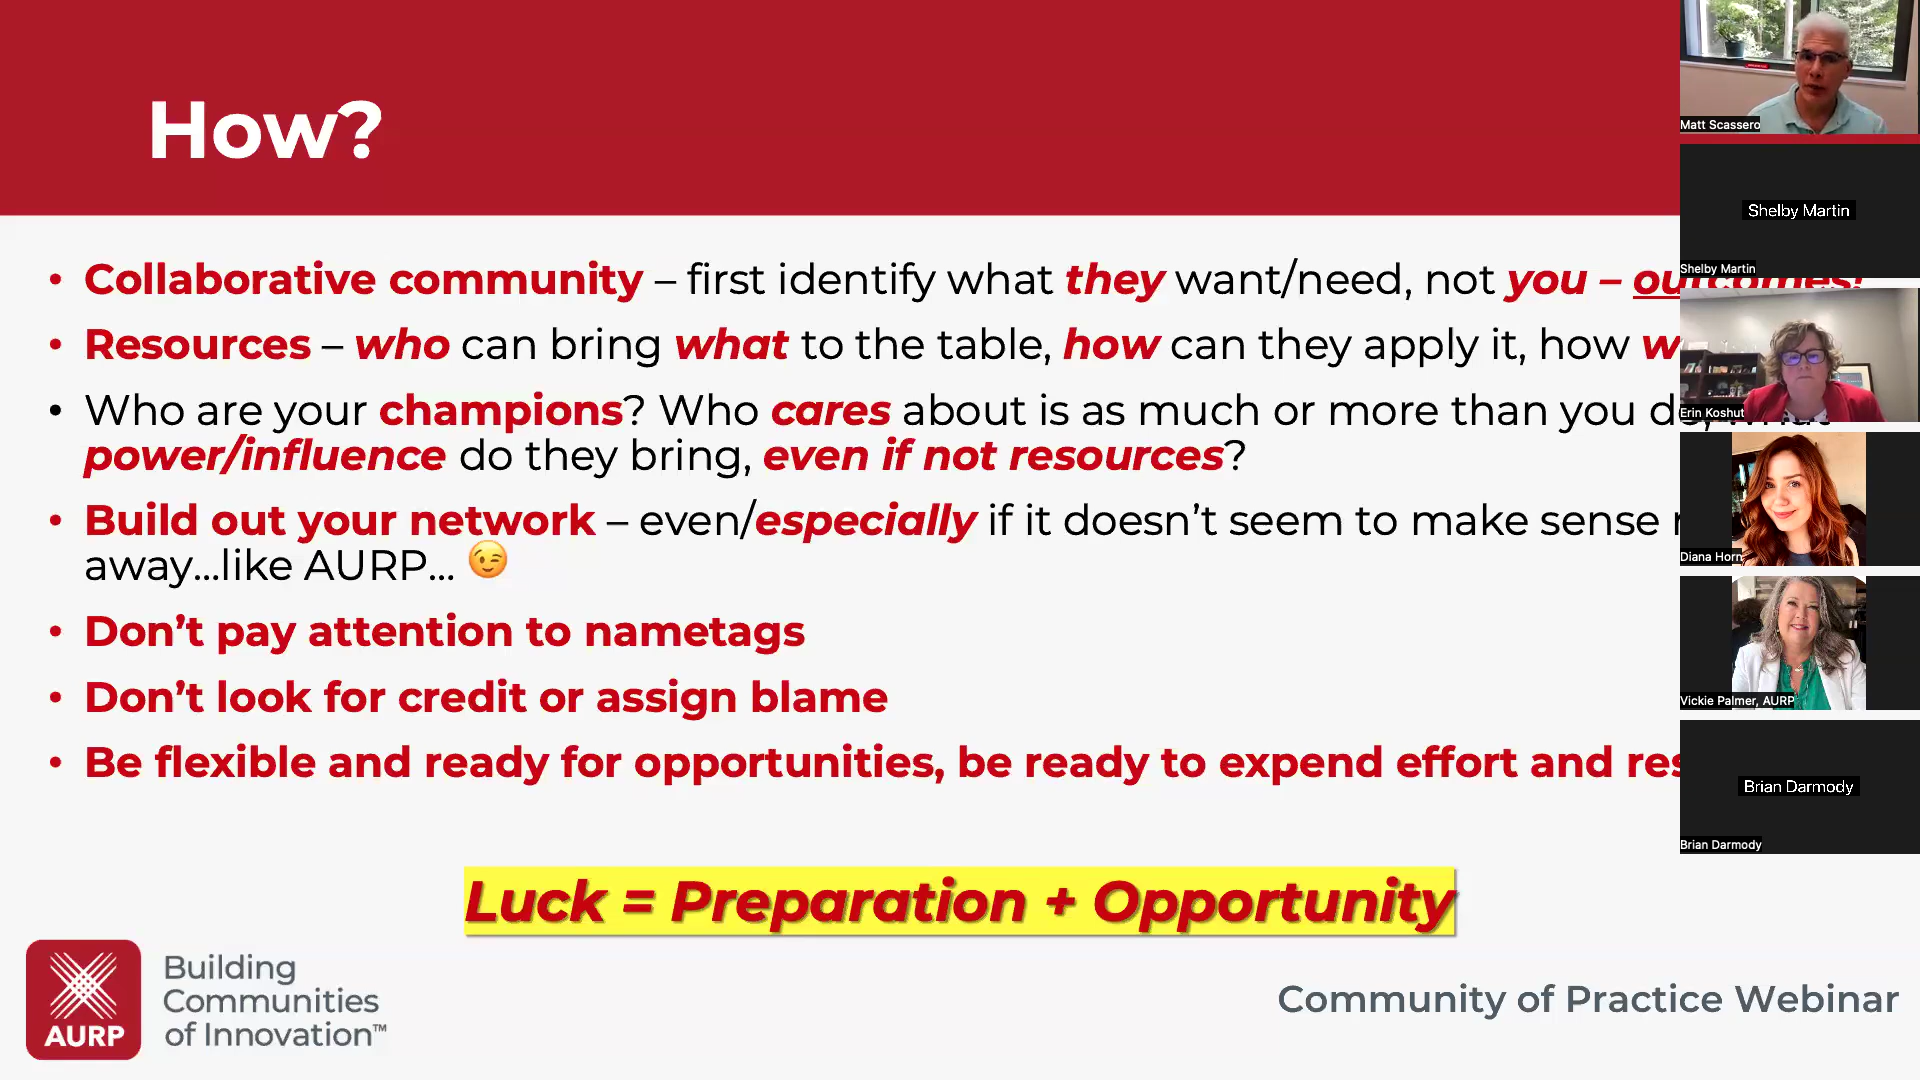 How?
• Collaborative community – first identify what they want/need, not you – outcomes!
• Resources – who can bring what to the table, how can they apply it, how
• Who are your champions? Who cares about is as much or more than you do, what
power/influence do they bring, even if not resources?
• Build out your network – even/especially if it doesn’t seem to make sense
away...like AURP... 😉
• Don’t pay attention to nametags
• Don’t look for credit or assign blame
• Be flexible and ready for opportunities, be ready to expend effort and
Luck = Preparation + Opportunity
AURP
Building
Communities
of Innovation™
Community of Practice Webinar
Matt Scassero
Shelby Martin
Shelby Martin
Erin Koshut
Diana Horn
Vickie Palmer, AURP
Brian Darmody
Brian Darmody